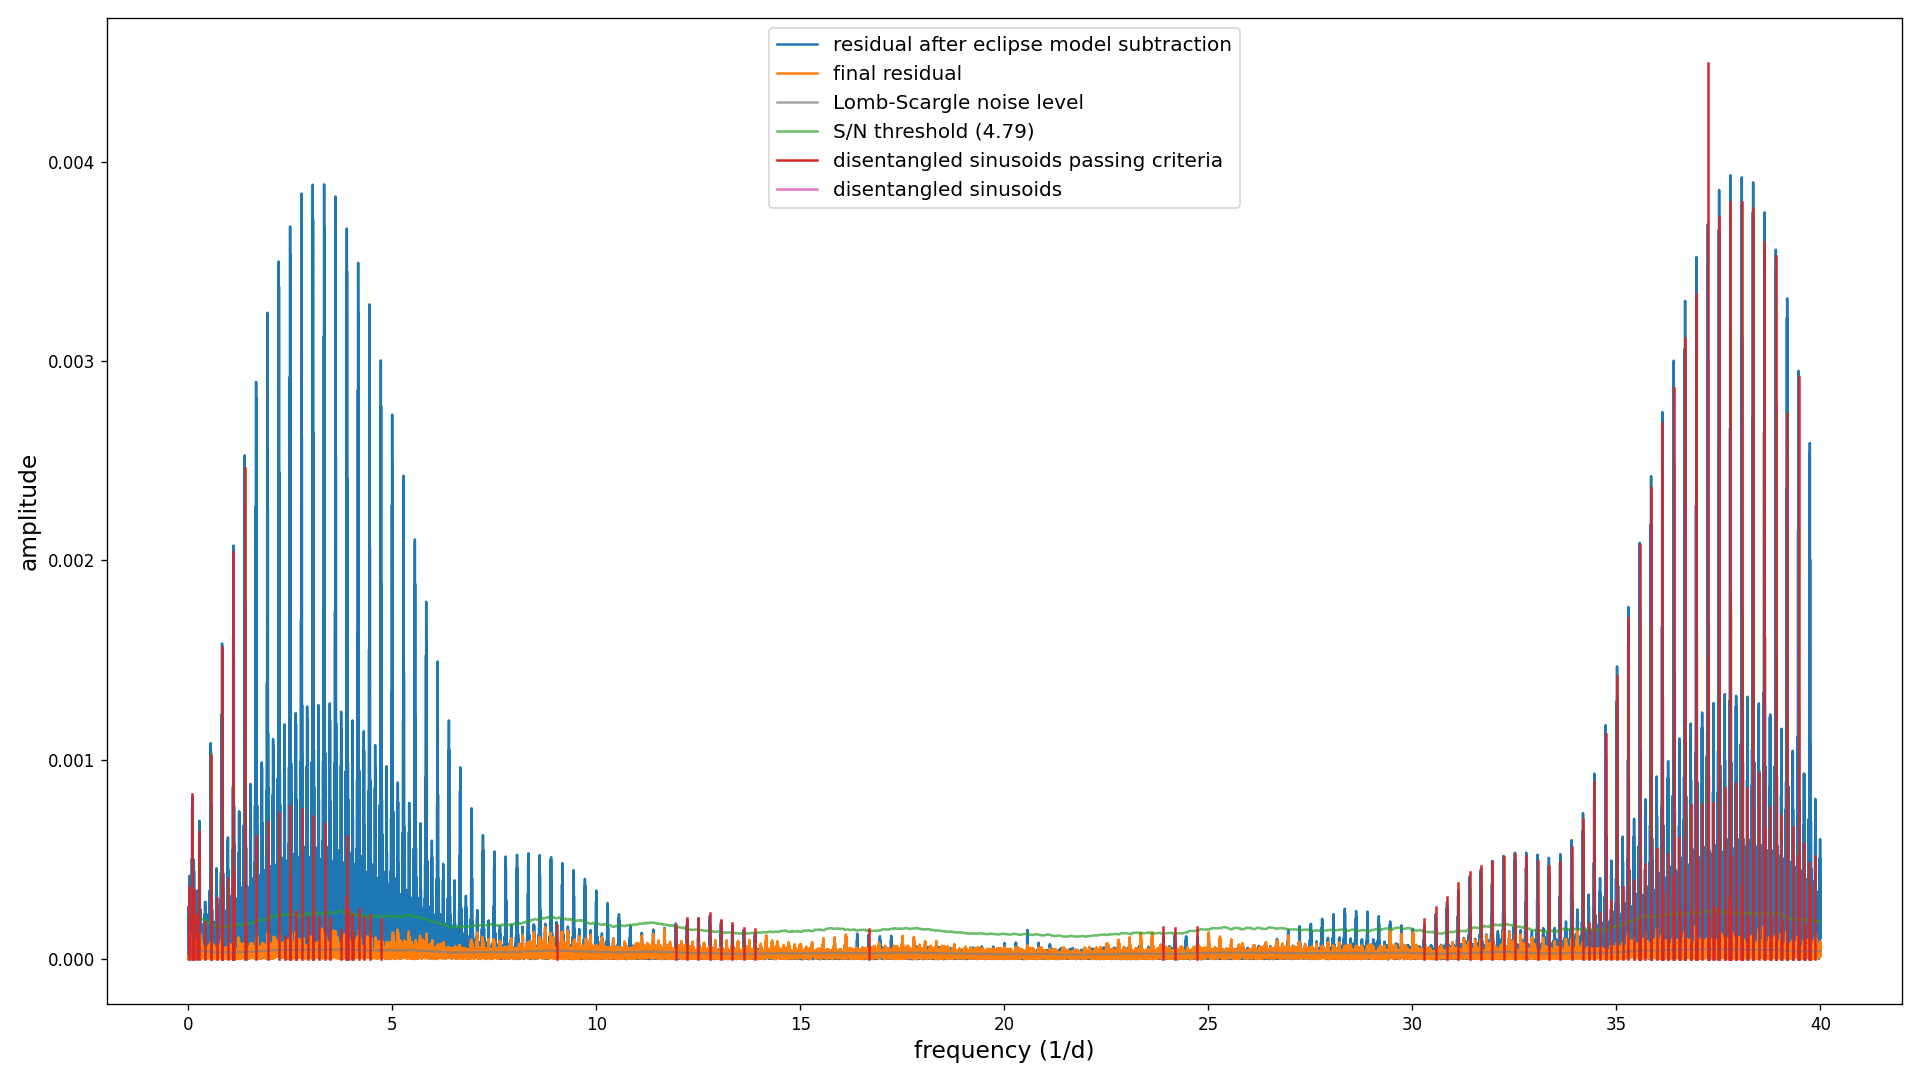 residual after eclipse model subtraction
final residual
Lomb-Scargle noise level
S/N threshold (4.79)
disentangled sinusoids passing criteria
disentangled sinusoids
amplitude
0.004
0.003
0.002
0.001
0.000
0 5 10 15 20 25 30 35 40
frequency (1/d)